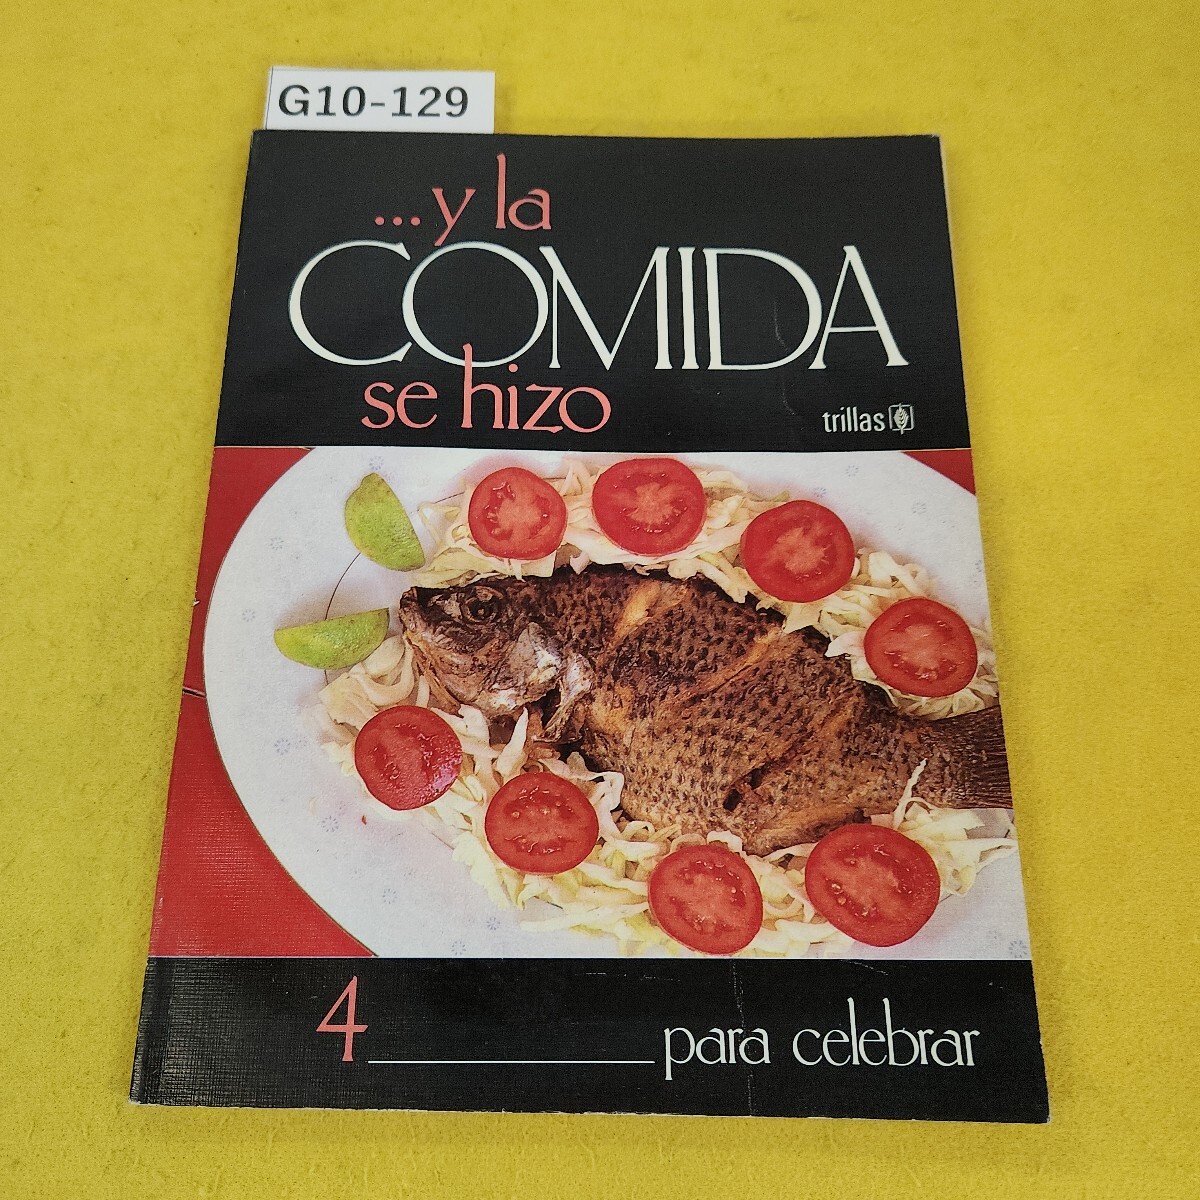 G10-129
...y la
COMIDA
se hizo
trillas
4 para celebrar